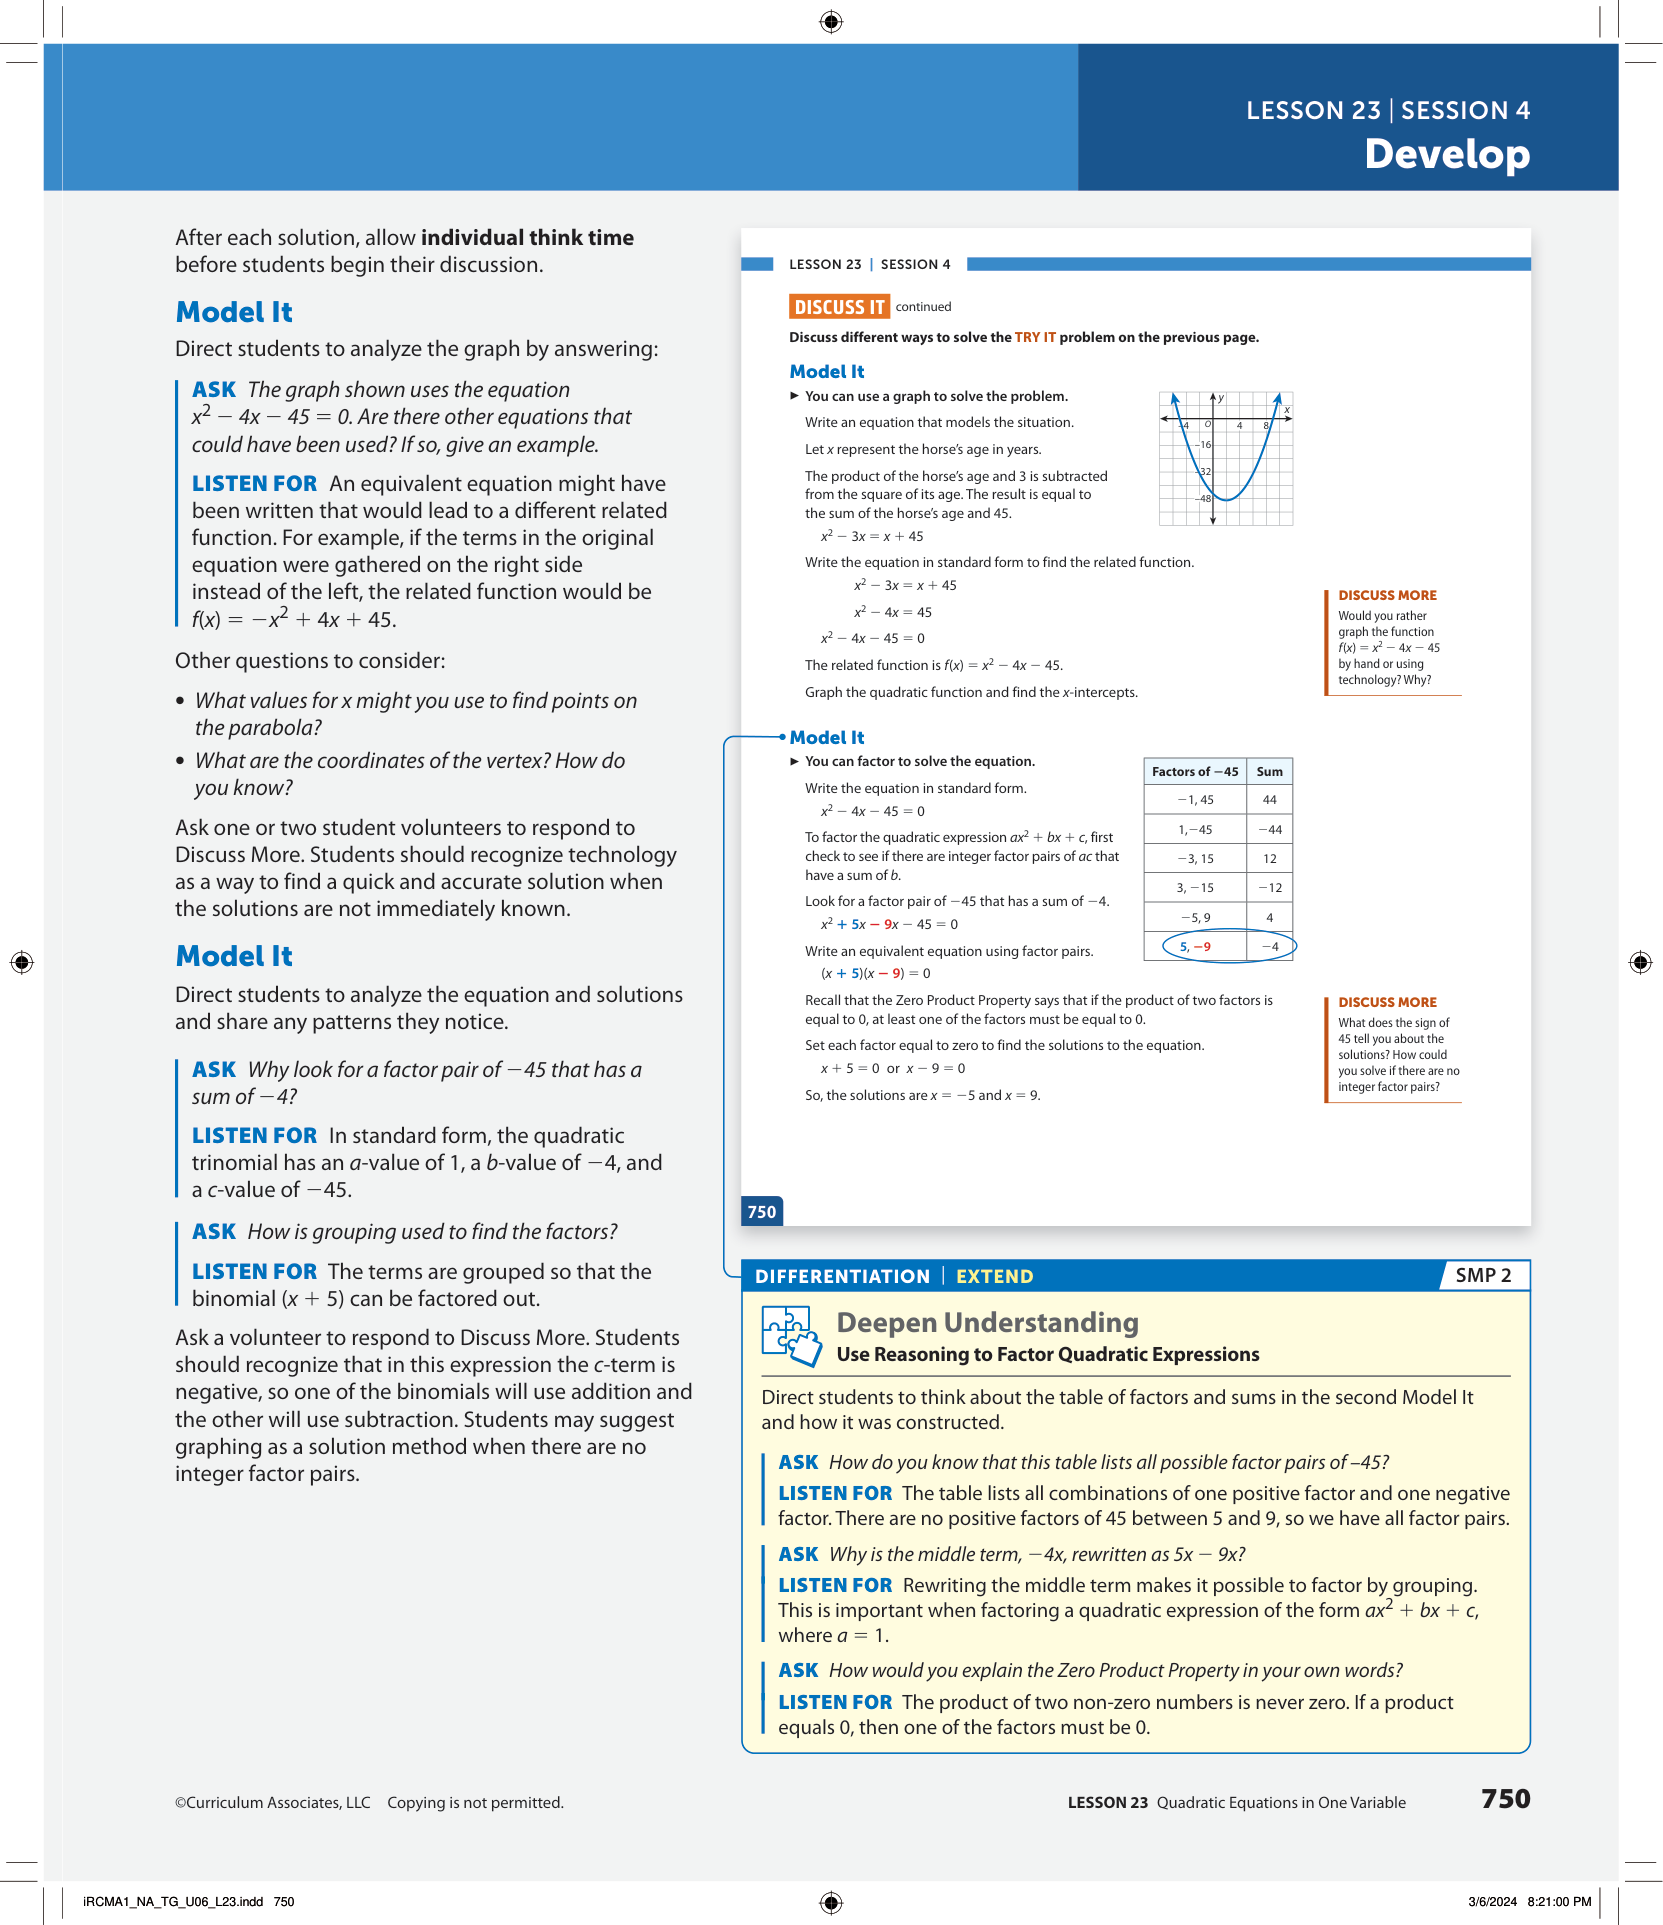 LESSON 23 | SESSION 4
Develop
After each solution, allow individual think time
before students begin their discussion.
Model It
Direct students to analyze the graph by answering:
ASK The graph shown uses the equation
x² − 4x − 45 = 0. Are there other equations that
could have been used? If so, give an example.
LISTEN FOR An equivalent equation might have
been written that would lead to a different related
function. For example, if the terms in the original
equation were gathered on the right side
instead of the left, the related function would be
f(x) = −x² + 4x + 45.
Other questions to consider:
• What values for x might you use to find points on
the parabola?
• What are the coordinates of the vertex? How do
you know?
Ask one or two student volunteers to respond to
Discuss More. Students should recognize technology
as a way to find a quick and accurate solution when
the solutions are not immediately known.
Model It
Direct students to analyze the equation and solutions
and share any patterns they notice.
ASK Why look for a factor pair of −45 that has a
sum of −4?
LISTEN FOR In standard form, the quadratic
trinomial has an a-value of 1, a b-value of −4, and
a c-value of −45.
ASK How is grouping used to find the factors?
LISTEN FOR The terms are grouped so that the
binomial (x + 5) can be factored out.
Ask a volunteer to respond to Discuss More. Students
should recognize that in this expression the c-term is
negative, so one of the binomials will use addition and
the other will use subtraction. Students may suggest
graphing as a solution method when there are no
integer factor pairs.
LESSON 23 | SESSION 4
DISCUSS IT continued
Discuss different ways to solve the TRY IT problem on the previous page.
Model It
► You can use a graph to solve the problem.
Write an equation that models the situation.
Let x represent the horse's age in years.
The product of the horse's age and 3 is subtracted
from the square of its age. The result is equal to
the sum of the horse's age and 45.
x² − 3x = x + 45
Write the equation in standard form to find the related function.
x² − 3x = x + 45
x² − 4x = 45
x² − 4x − 45 = 0
The related function is f(x) = x² − 4x − 45.
Graph the quadratic function and find the x-intercepts.
y
x
−4 O 4 8
−16
−32
−48
DISCUSS MORE
Would you rather
graph the function
f(x) = x² − 4x − 45
by hand or using
technology? Why?
Model It
► You can factor to solve the equation.
Write the equation in standard form.
x² − 4x − 45 = 0
To factor the quadratic expression ax² + bx + c, first
check to see if there are integer factor pairs of ac that
have a sum of b.
Look for a factor pair of −45 that has a sum of −4.
x² + 5x − 9x − 45 = 0
Write an equivalent equation using factor pairs.
(x + 5)(x − 9) = 0
Recall that the Zero Product Property says that if the product of two factors is
equal to 0, at least one of the factors must be equal to 0.
Set each factor equal to zero to find the solutions to the equation.
x + 5 = 0 or x − 9 = 0
So, the solutions are x = −5 and x = 9.
Factors of −45 Sum
−1, 45 44
1,−45 −44
−3, 15 12
3, −15 −12
−5, 9 4
5, −9 −4
DISCUSS MORE
What does the sign of
45 tell you about the
solutions? How could
you solve if there are no
integer factor pairs?
750
DIFFERENTIATION | EXTEND
SMP 2
Deepen Understanding
Use Reasoning to Factor Quadratic Expressions
Direct students to think about the table of factors and sums in the second Model It
and how it was constructed.
ASK How do you know that this table lists all possible factor pairs of –45?
LISTEN FOR The table lists all combinations of one positive factor and one negative
factor. There are no positive factors of 45 between 5 and 9, so we have all factor pairs.
ASK Why is the middle term, −4x, rewritten as 5x − 9x?
LISTEN FOR Rewriting the middle term makes it possible to factor by grouping.
This is important when factoring a quadratic expression of the form ax² + bx + c,
where a = 1.
ASK How would you explain the Zero Product Property in your own words?
LISTEN FOR The product of two non-zero numbers is never zero. If a product
equals 0, then one of the factors must be 0.
©Curriculum Associates, LLC Copying is not permitted.
LESSON 23 Quadratic Equations in One Variable 750
iRCMA1_NA_TG_U06_L23.indd 750
3/6/2024 8:21:00 PM